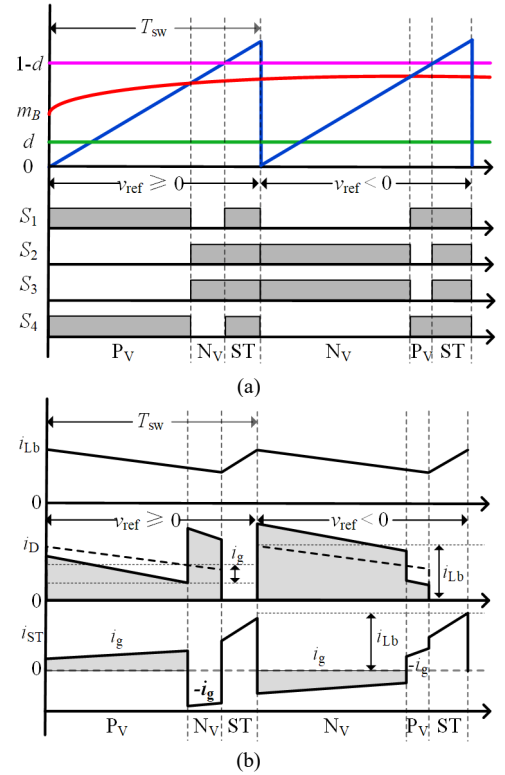 T_sw
1-d
m_B
d
0
v_ref ≥ 0 v_ref < 0
S_1
S_2
S_3
S_4
P_V N_V ST N_V P_V ST
(a)
T_sw
i_Lb
0
v_ref ≥ 0 v_ref < 0
i_D i_g i_Lb
0
i_ST i_g i_g i_Lb
0 -i_g -i_g
P_V N_V ST N_V P_V ST
(b)